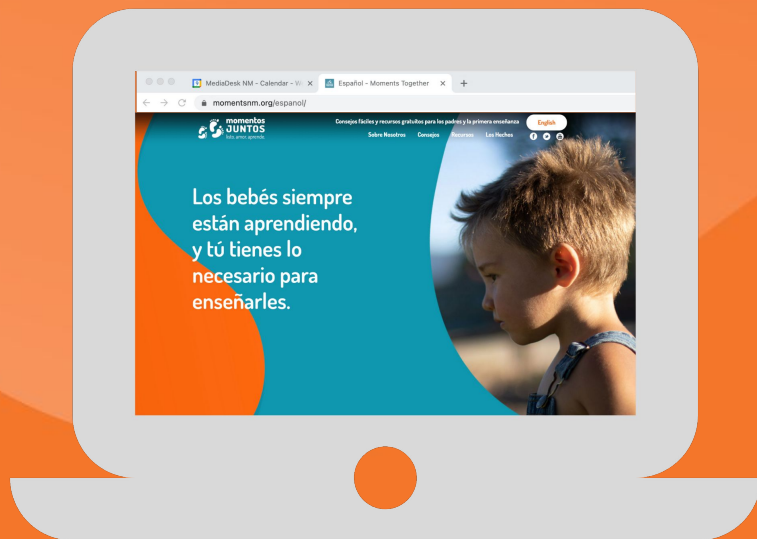 MediaDesk NM - Calendar - W
Español - Moments Together
momentsnm.org/espanol/
momentos
JUNTOS
Consejos fáciles y recursos gratuitos para los padres y la primera enseñanza
English
Sobre Nosotros Consejos Recursos Los Hechos
Los bebés siempre
están aprendiendo,
y tú tienes lo
necesario para
enseñarles.